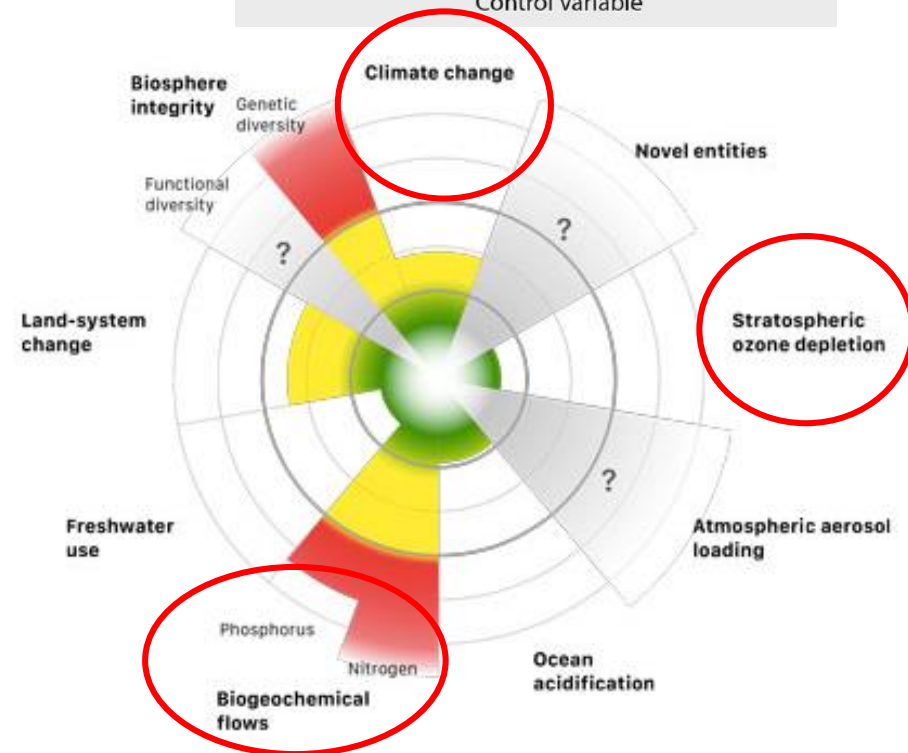 Control variable
Climate change
Biosphere
integrity
Genetic
diversity
Novel entities
Functional
diversity
?
?
Land-system
change
Stratospheric
ozone depletion
?
Freshwater
use
Atmospheric aerosol
loading
Phosphorus
Nitrogen
Ocean
acidification
Biogeochemical
flows